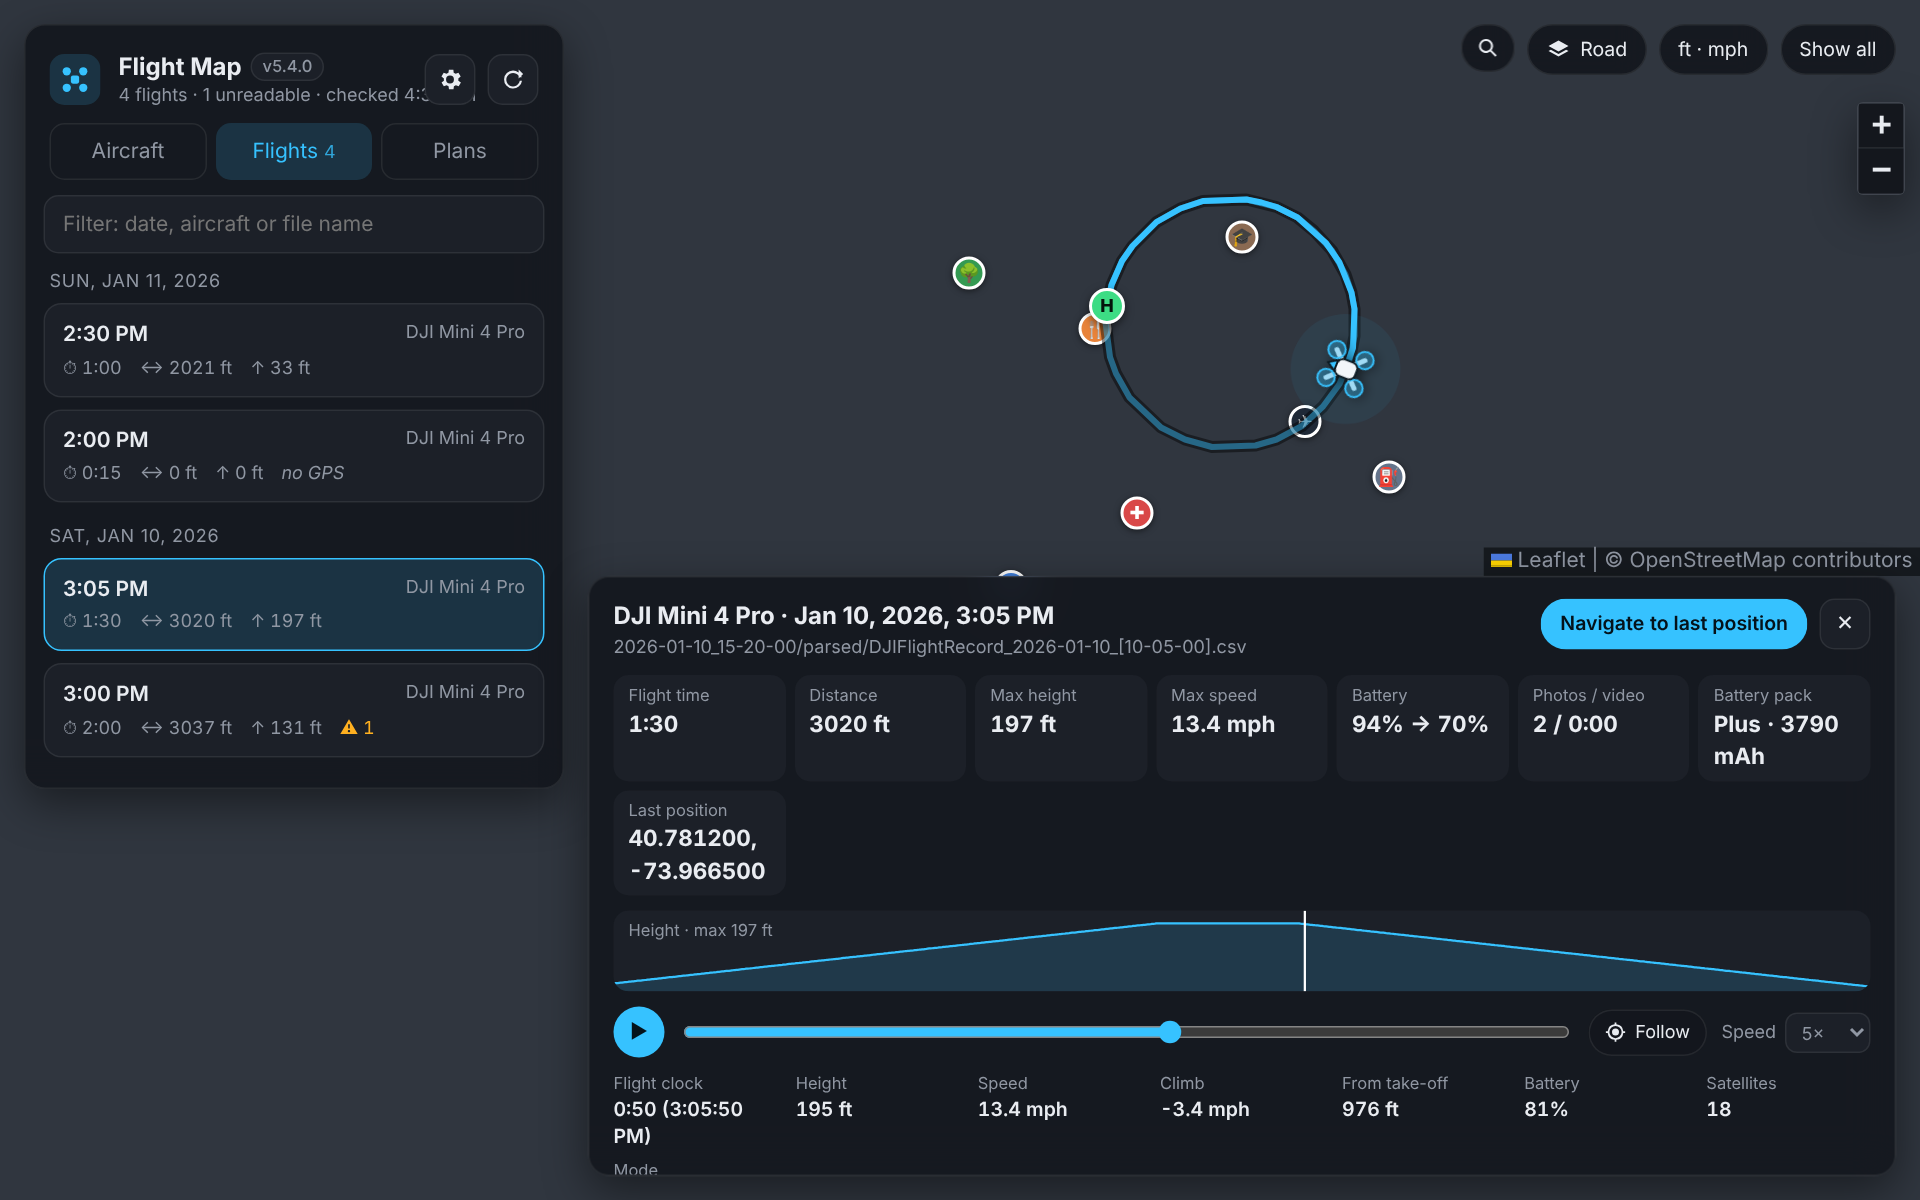 Flight Map v5.4.0
4 flights · 1 unreadable · checked
Aircraft
Flights 4
Plans
Filter: date, aircraft or file name
SUN, JAN 11, 2026
2:30 PM DJI Mini 4 Pro
⏱ 1:00 ↔ 2021 ft ↑ 33 ft
2:00 PM DJI Mini 4 Pro
⏱ 0:15 ↔ 0 ft ↑ 0 ft no GPS
SAT, JAN 10, 2026
3:05 PM DJI Mini 4 Pro
⏱ 1:30 ↔ 3020 ft ↑ 197 ft
3:00 PM DJI Mini 4 Pro
⏱ 2:00 ↔ 3037 ft ↑ 131 ft ⚠ 1
Road
ft · mph
Show all
+
−
H
Leaflet | © OpenStreetMap contributors
DJI Mini 4 Pro · Jan 10, 2026, 3:05 PM
2026-01-10_15-20-00/parsed/DJIFlightRecord_2026-01-10_[10-05-00].csv
Navigate to last position
✕
Flight time
1:30
Distance
3020 ft
Max height
197 ft
Max speed
13.4 mph
Battery
94% → 70%
Photos / video
2 / 0:00
Battery pack
Plus · 3790
mAh
Last position
40.781200,
-73.966500
Height · max 197 ft
Follow
Speed
5×
Flight clock
0:50 (3:05:50
PM)
Height
195 ft
Speed
13.4 mph
Climb
-3.4 mph
From take-off
976 ft
Battery
81%
Satellites
18
Mode